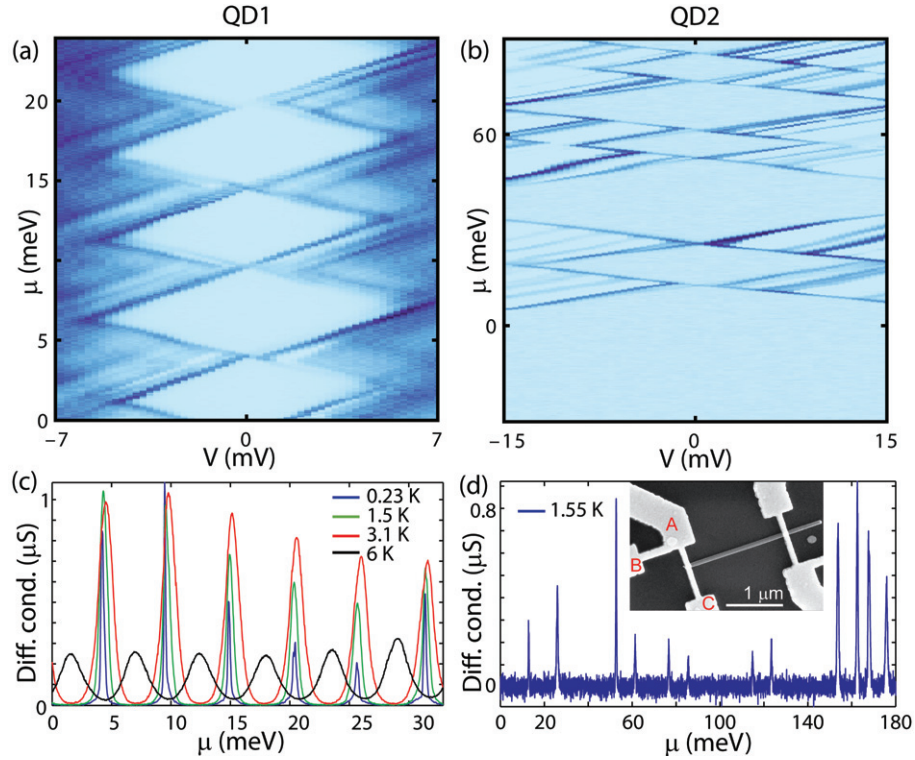 QD1
QD2
(a)
20
15
10
5
0
μ (meV)
-7
0
7
V (mV)
(b)
60
0
μ (meV)
-15
0
15
V (mV)
(c)
1
0
Diff. cond. (μS)
0.23 K
1.5 K
3.1 K
6 K
0
5
10
15
20
25
30
μ (meV)
(d)
0.8
0
Diff. cond. (μS)
1.55 K
A
B
C
1 μm
0
20
60
100
140
180
μ (meV)